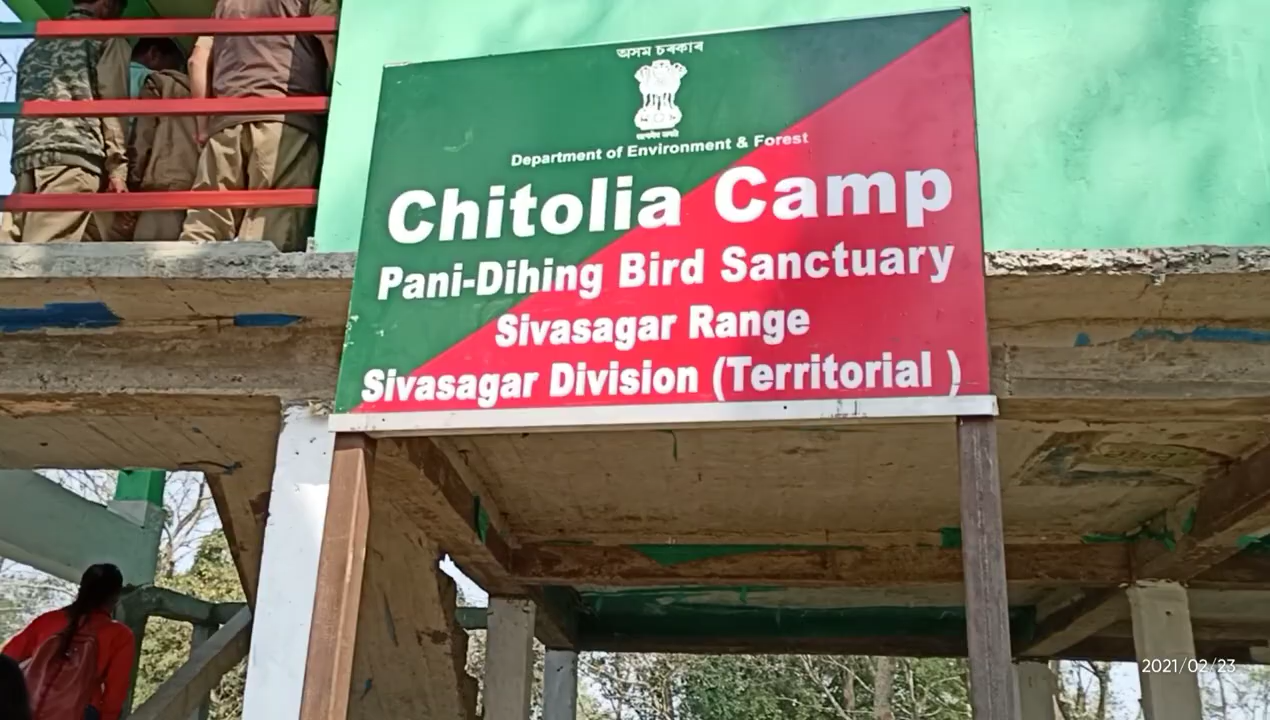 অসম চৰকাৰ
Department of Environment & Forest
Chitolia Camp
Pani-Dihing Bird Sanctuary
Sivasagar Range
Sivasagar Division (Territorial )
2021/02/23